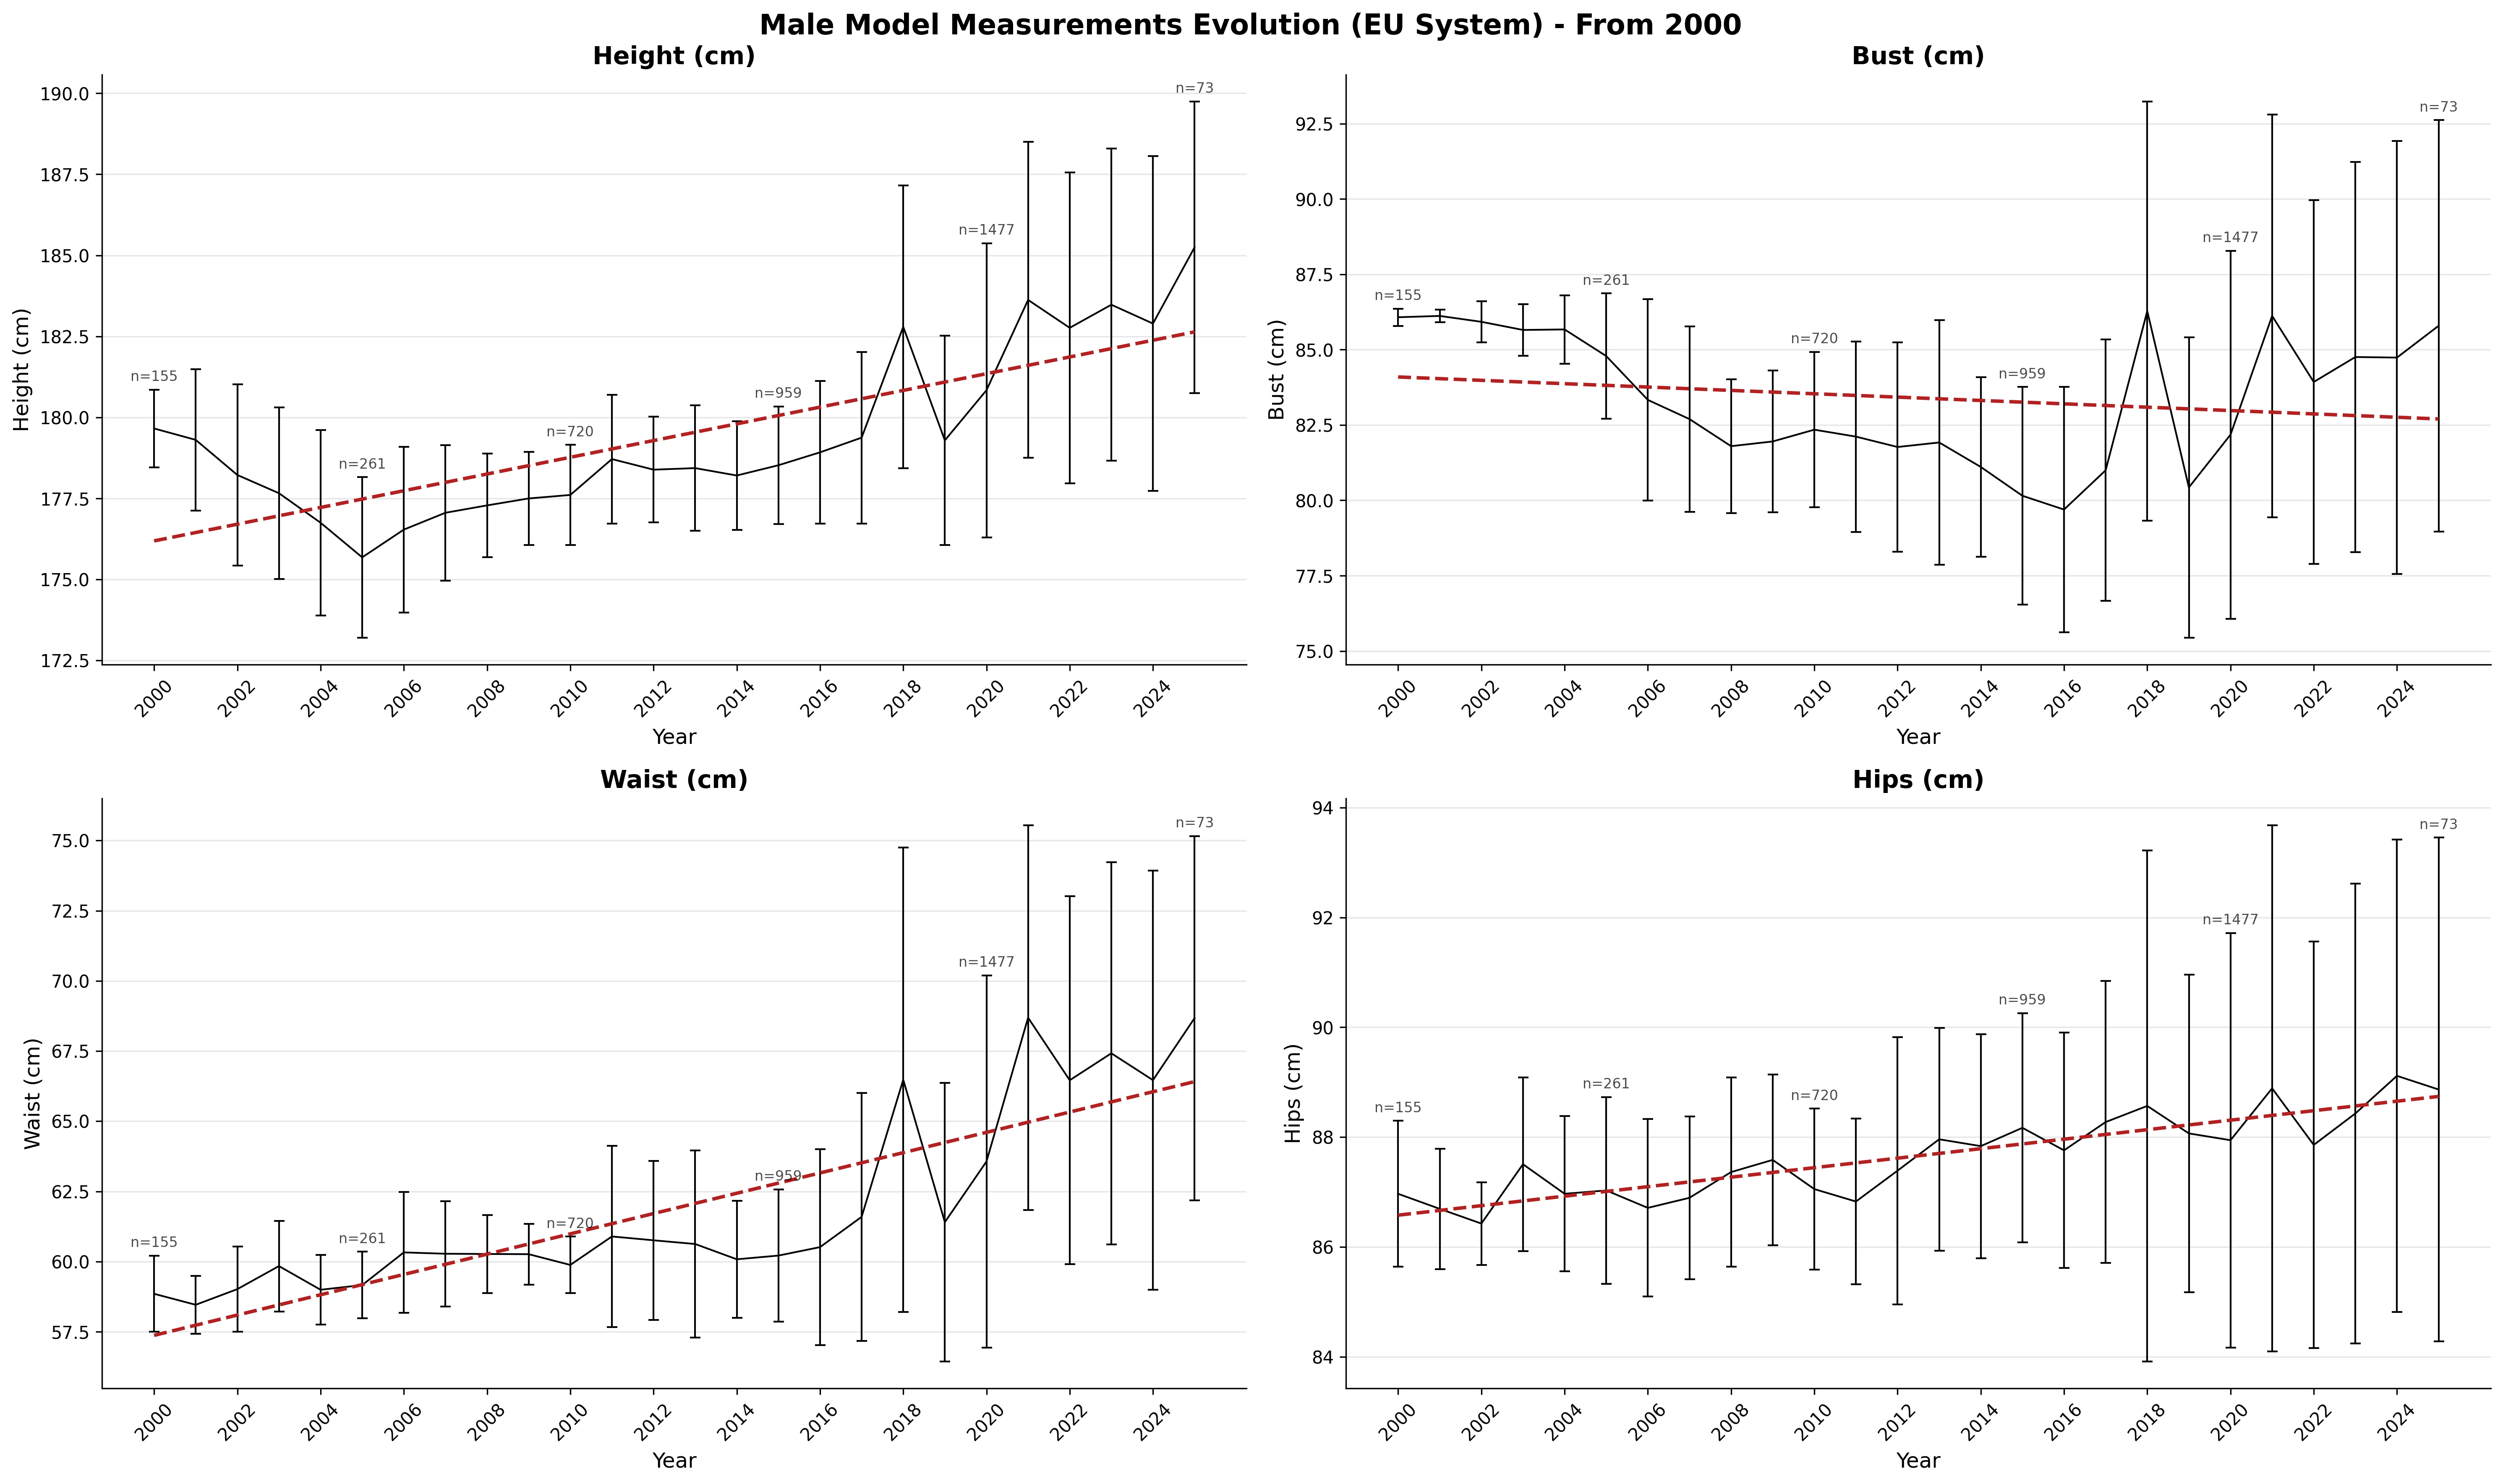 Male Model Measurements Evolution (EU System) - From 2000
Height (cm)
Height (cm)
190.0
187.5
185.0
182.5
180.0
177.5
175.0
172.5
n=155
n=261
n=720
n=959
n=1477
n=73
2000
2002
2004
2006
2008
2010
2012
2014
2016
2018
2020
2022
2024
Year
Bust (cm)
Bust (cm)
92.5
90.0
87.5
85.0
82.5
80.0
77.5
75.0
n=155
n=261
n=720
n=959
n=1477
n=73
2000
2002
2004
2006
2008
2010
2012
2014
2016
2018
2020
2022
2024
Year
Waist (cm)
Waist (cm)
75.0
72.5
70.0
67.5
65.0
62.5
60.0
57.5
n=155
n=261
n=720
n=959
n=1477
n=73
2000
2002
2004
2006
2008
2010
2012
2014
2016
2018
2020
2022
2024
Year
Hips (cm)
Hips (cm)
94
92
90
88
86
84
n=155
n=261
n=720
n=959
n=1477
n=73
2000
2002
2004
2006
2008
2010
2012
2014
2016
2018
2020
2022
2024
Year